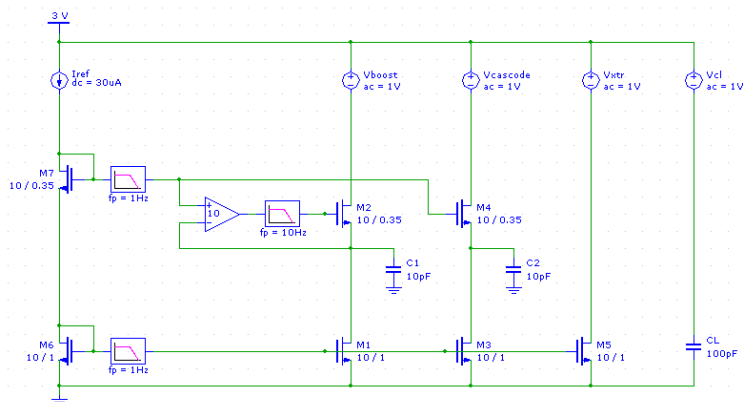 3 V
Iref
dc = 30uA
Vboost
ac = 1V
Vcascode
ac = 1V
Vxtr
ac = 1V
Vcl
ac = 1V
M7
10 / 0.35
fp = 1Hz
+
10
−
fp = 10Hz
M2
10 / 0.35
M4
10 / 0.35
C1
10pF
C2
10pF
M6
10 / 1
fp = 1Hz
M1
10 / 1
M3
10 / 1
M5
10 / 1
CL
100pF